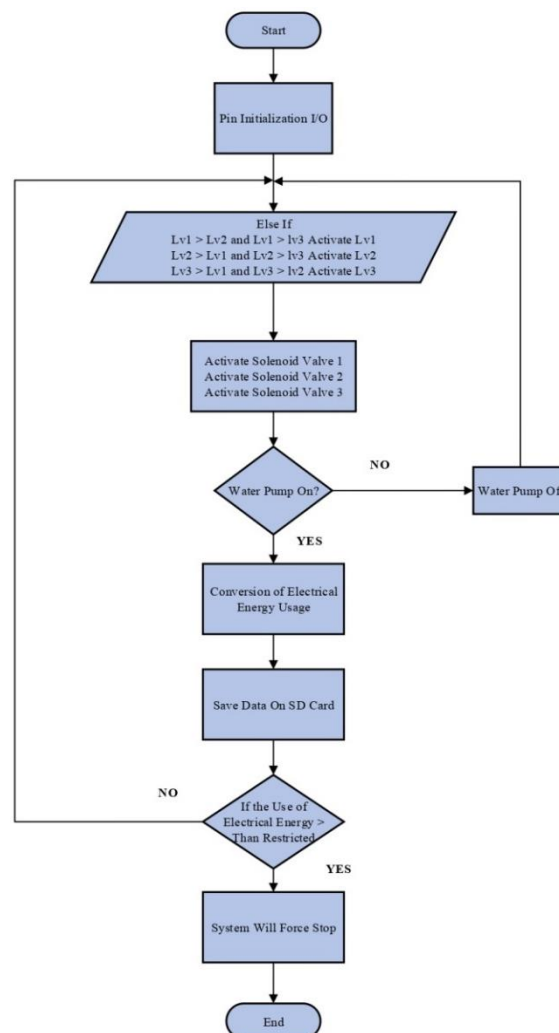 Start
Pin Initialization I/O
Else If
Lv1 > Lv2 and Lv1 > lv3 Activate Lv1
Lv2 > Lv1 and Lv2 > lv3 Activate Lv2
Lv3 > Lv1 and Lv3 > lv2 Activate Lv3
Activate Solenoid Valve 1
Activate Solenoid Valve 2
Activate Solenoid Valve 3
Water Pump On?
NO
Water Pump Of
YES
Conversion of Electrical
Energy Usage
Save Data On SD Card
NO
If the Use of
Electrical Energy >
Than Restricted
YES
System Will Force Stop
End